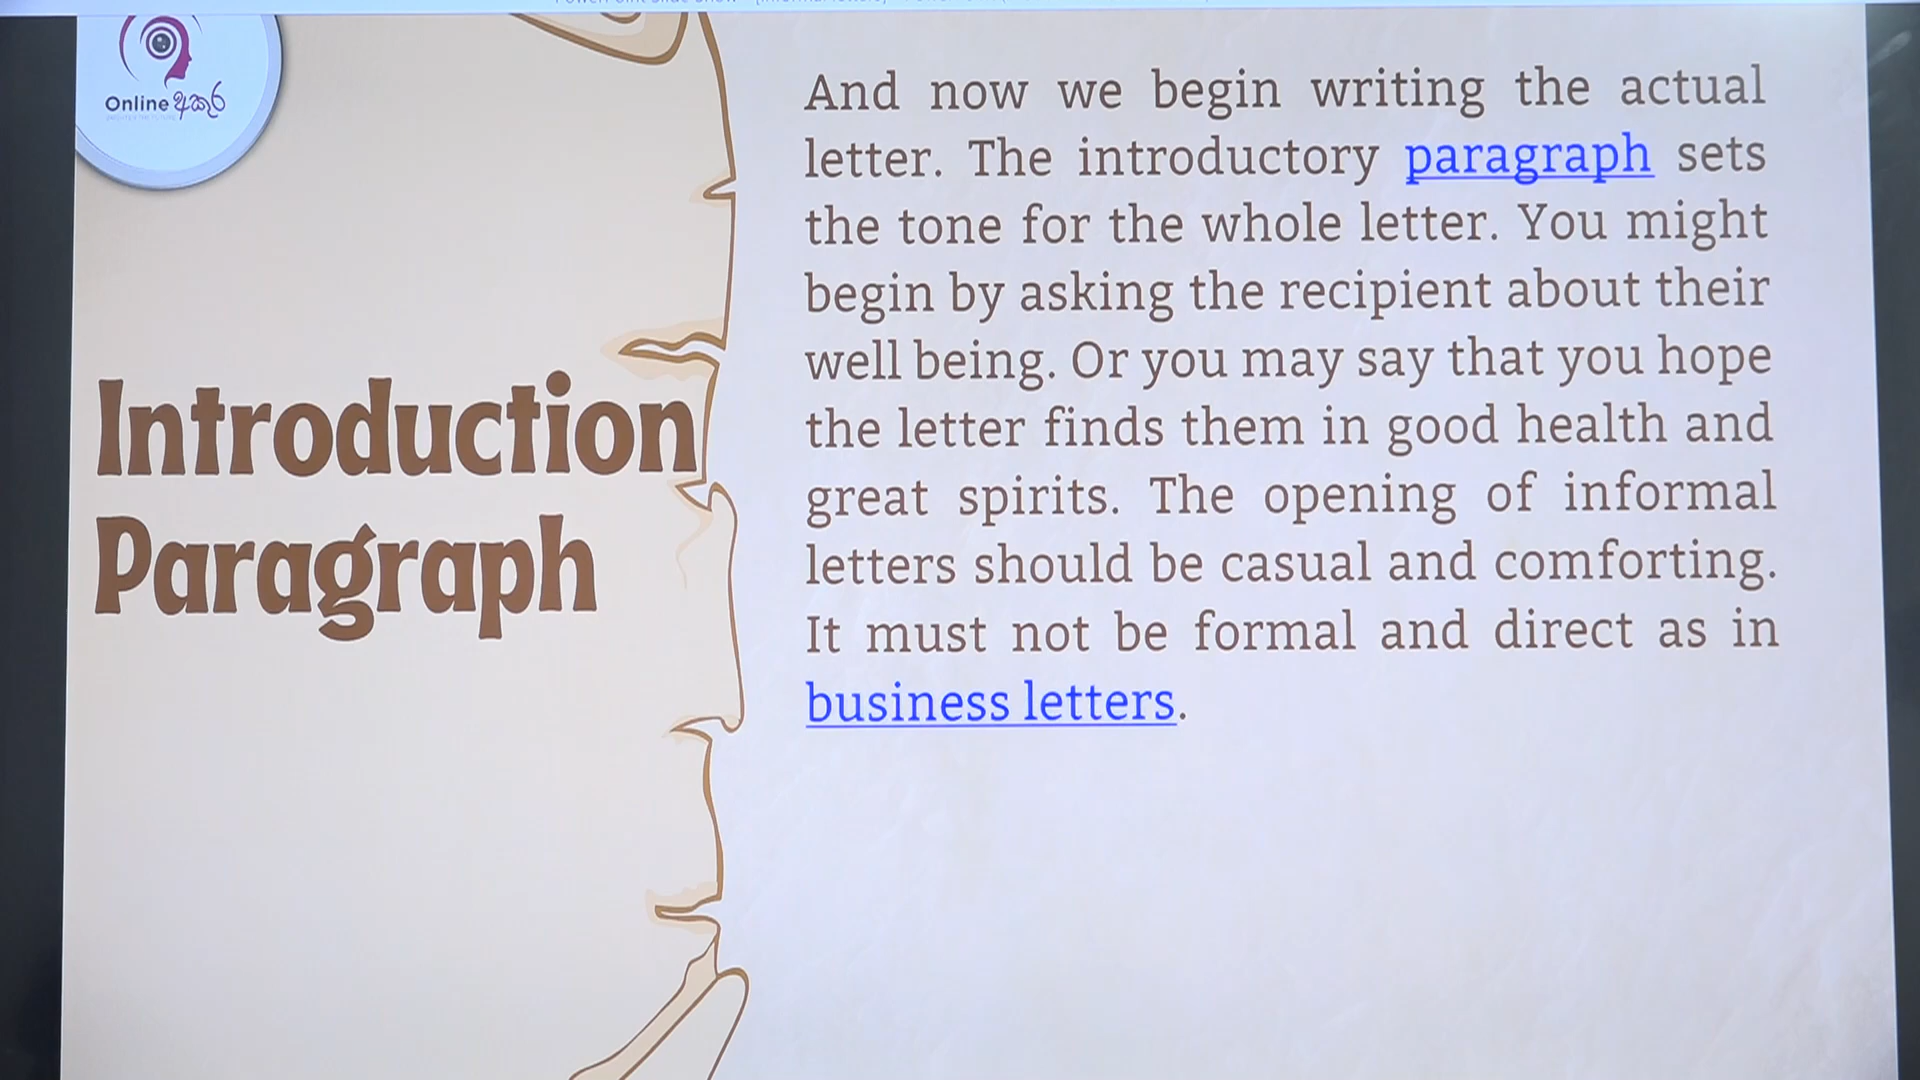 Online අකුර
Introduction
Paragraph
And now we begin writing the actual
letter. The introductory paragraph sets
the tone for the whole letter. You might
begin by asking the recipient about their
well being. Or you may say that you hope
the letter finds them in good health and
great spirits. The opening of informal
letters should be casual and comforting.
It must not be formal and direct as in
business letters.